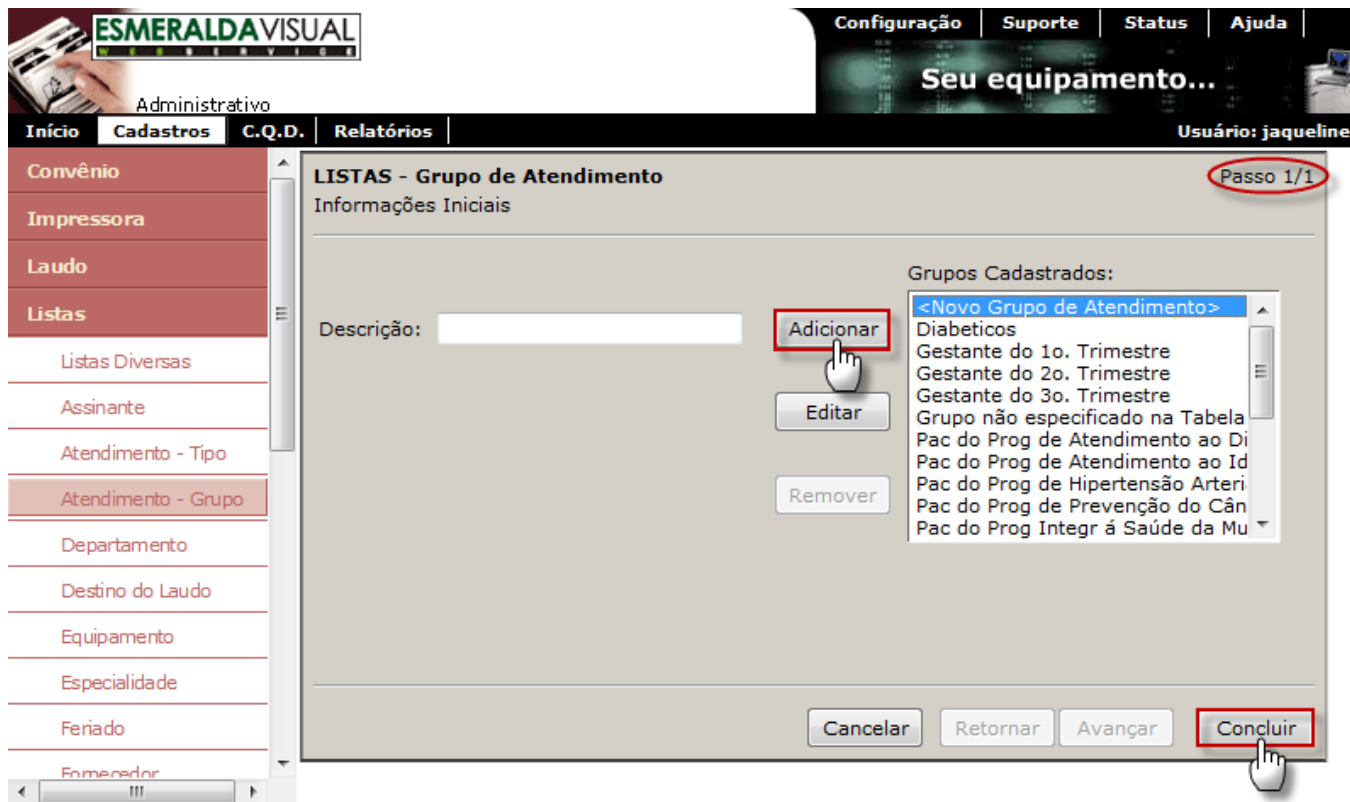 ESMERALDAVISUAL
WEBSERVICE
Administrativo
Configuração Suporte Status Ajuda
Seu equipamento...
Início Cadastros C.Q.D. Relatórios
Usuário: jaqueline
Convênio
Impressora
Laudo
Listas
Listas Diversas
Assinante
Atendimento - Tipo
Atendimento - Grupo
Departamento
Destino do Laudo
Equipamento
Especialidade
Feriado
Fornecedor
LISTAS - Grupo de Atendimento
Passo 1/1
Informações Iniciais
Descrição:
Adicionar
Editar
Remover
Grupos Cadastrados:
<Novo Grupo de Atendimento>
Diabeticos
Gestante do 1o. Trimestre
Gestante do 2o. Trimestre
Gestante do 3o. Trimestre
Grupo não especificado na Tabela
Pac do Prog de Atendimento ao Di
Pac do Prog de Atendimento ao Id
Pac do Prog de Hipertensão Arteri
Pac do Prog de Prevenção do Cân
Pac do Prog Integr á Saúde da Mu
Cancelar Retornar Avançar Concluir